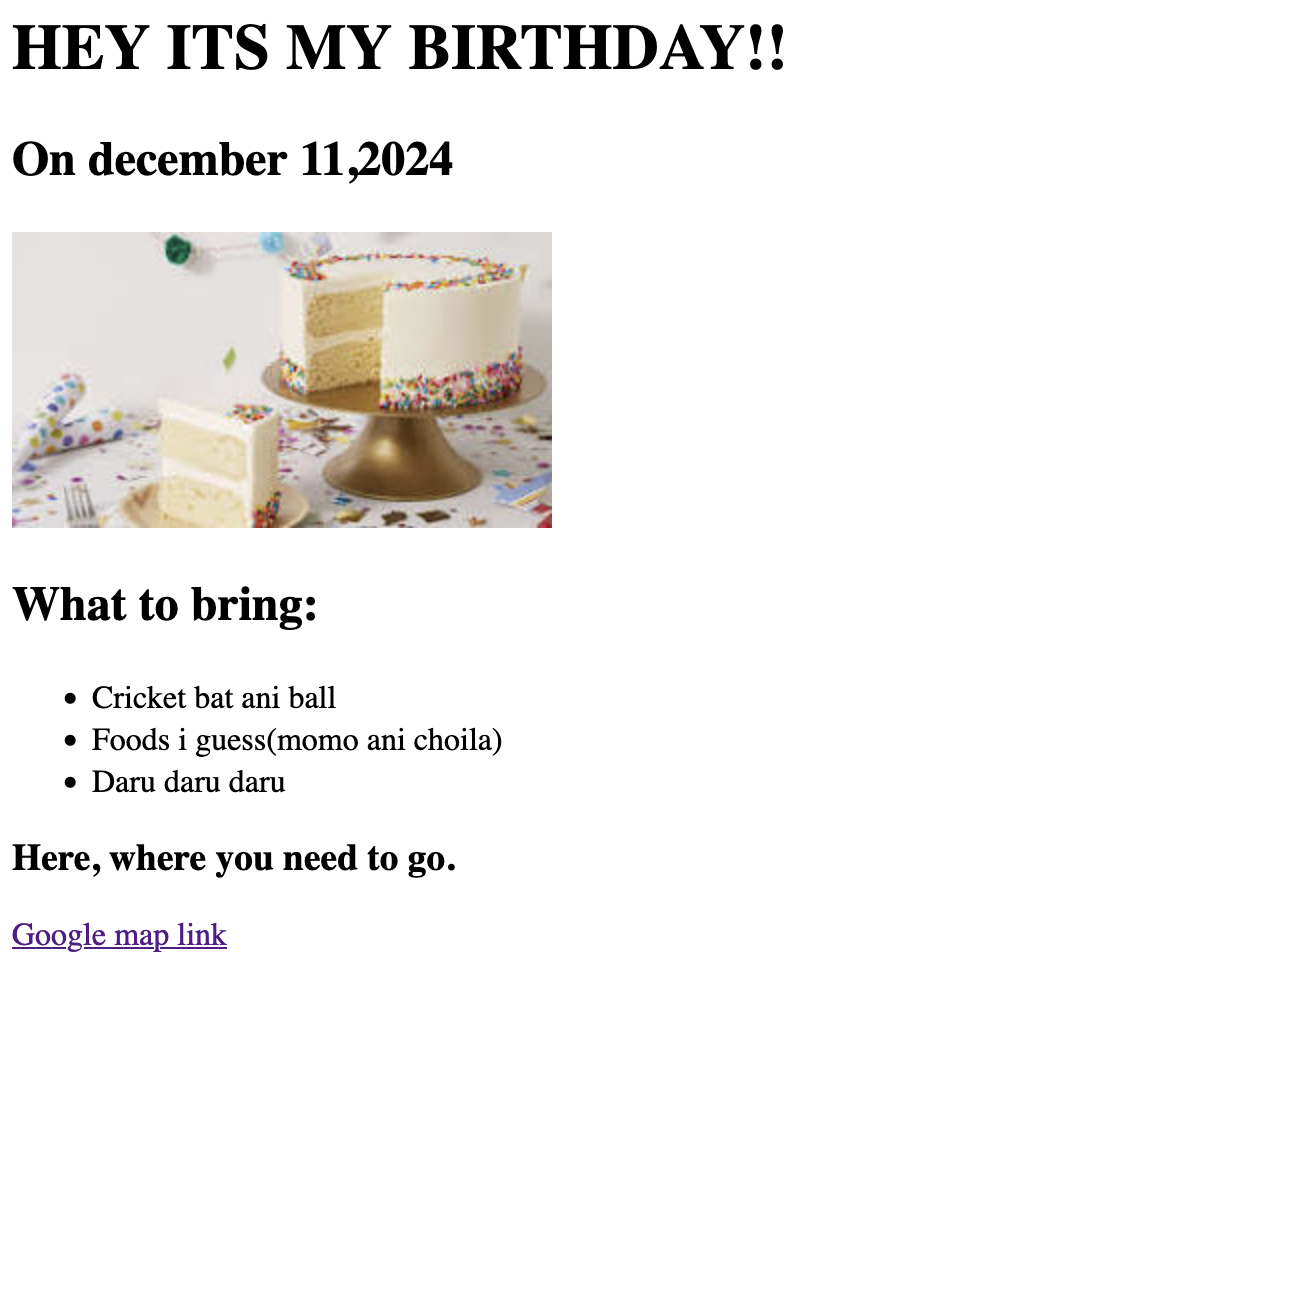 HEY ITS MY BIRTHDAY!!
On december 11,2024
What to bring:
Cricket bat ani ball
Foods i guess(momo ani choila)
Daru daru daru
Here, where you need to go.
Google map link